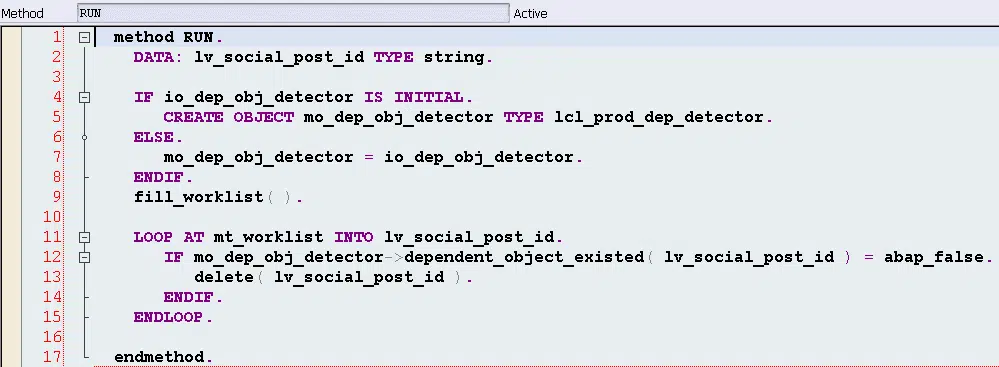 Method RUN Active
1 method RUN.
2 DATA: lv_social_post_id TYPE string.
3
4 IF io_dep_obj_detector IS INITIAL.
5 CREATE OBJECT mo_dep_obj_detector TYPE lcl_prod_dep_detector.
6 ELSE.
7 mo_dep_obj_detector = io_dep_obj_detector.
8 ENDIF.
9 fill_worklist( ).
10
11 LOOP AT mt_worklist INTO lv_social_post_id.
12 IF mo_dep_obj_detector->dependent_object_existed( lv_social_post_id ) = abap_false.
13 delete( lv_social_post_id ).
14 ENDIF.
15 ENDLOOP.
16
17 endmethod.